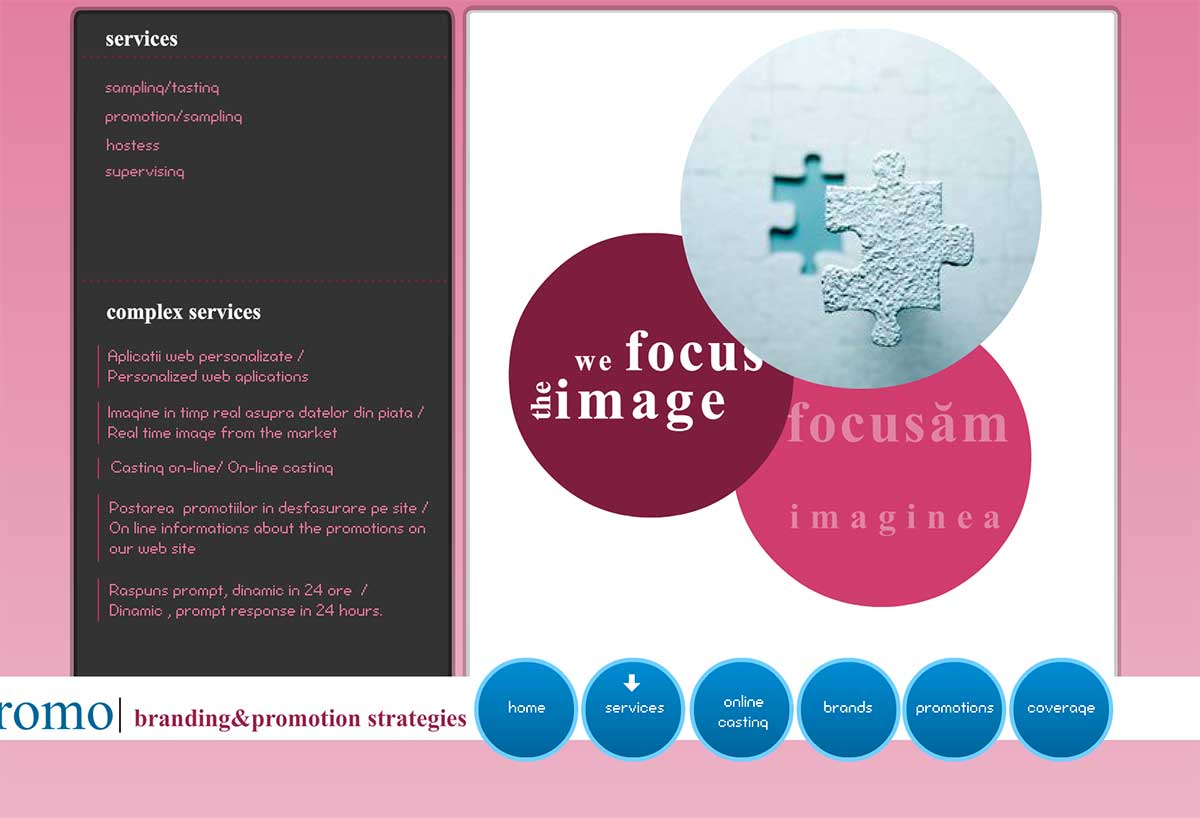 services
sampling/tasting
promotion/sampling
hostess
supervising
complex services
Aplicatii web personalizate /
Personalized web aplications
Imagine in timp real asupra datelor din piata /
Real time image from the market
Casting on-line/ On-line casting
Postarea promotiilor in desfasurare pe site /
On line informations about the promotions on
our web site
Raspuns prompt, dinamic in 24 ore /
Dinamic , prompt response in 24 hours.
we focus
the image
focusăm
imaginea
romo
branding&promotion strategies
home
services
online
casting
brands
promotions
coverage